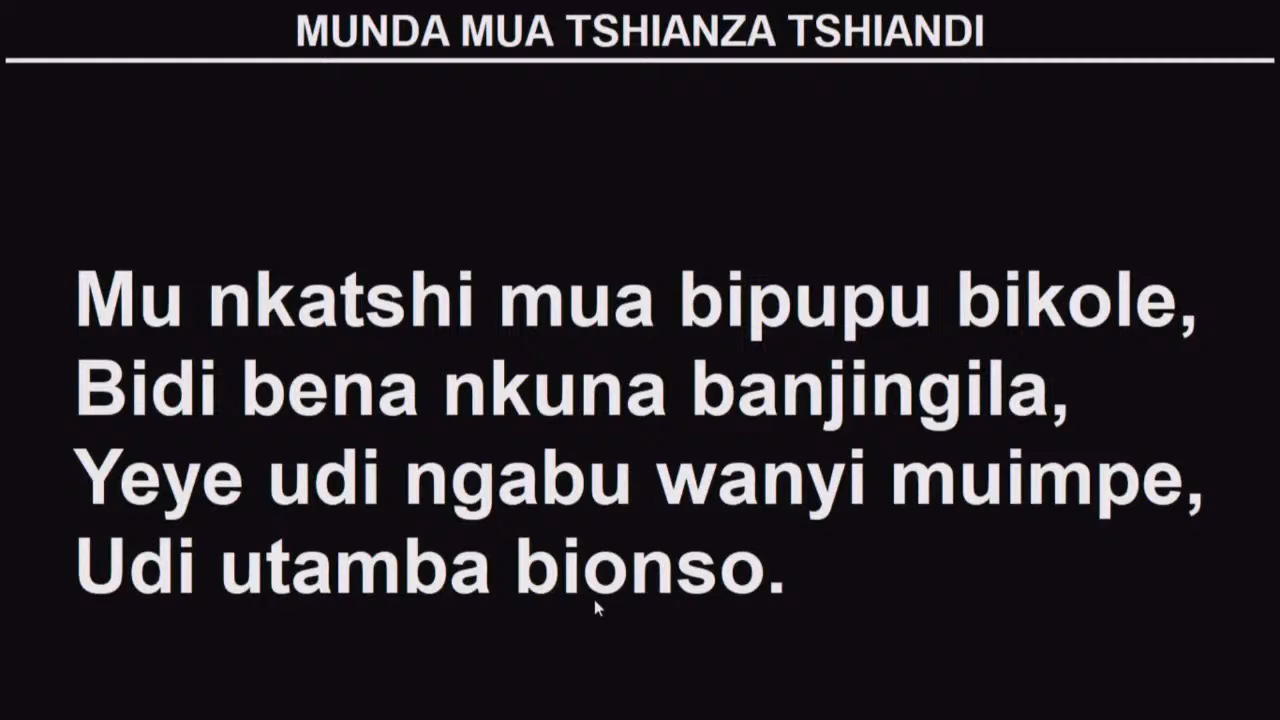 MUNDA MUA TSHIANZA TSHIANDI
Mu nkatshi mua bipupu bikole,
Bidi bena nkuna banjingila,
Yeye udi ngabu wanyi muimpe,
Udi utamba bionso.